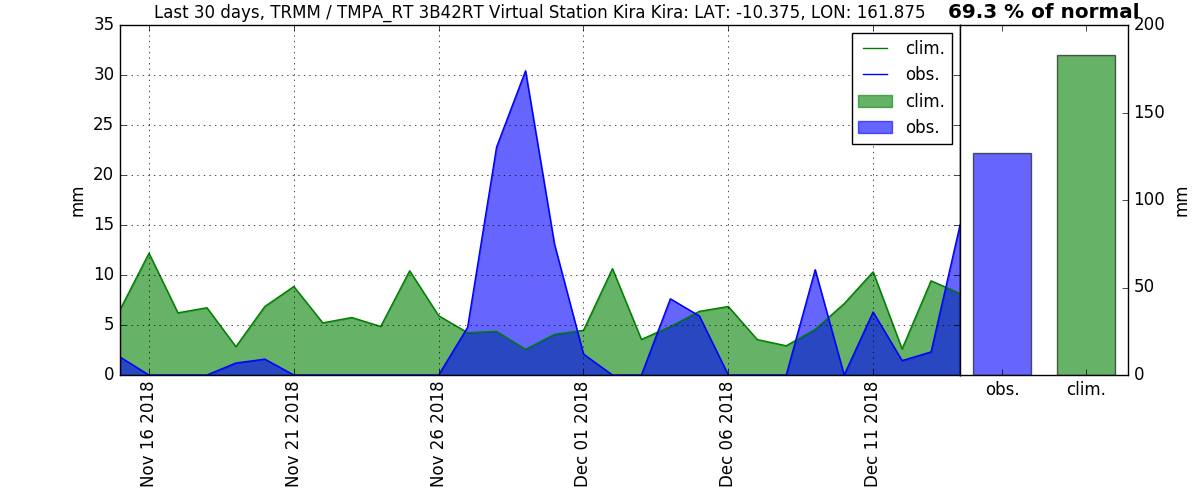 Last 30 days, TRMM / TMPA_RT 3B42RT Virtual Station Kira Kira: LAT: -10.375, LON: 161.875
69.3 % of normal
35
30
25
20
15
10
5
0
mm
clim.
obs.
clim.
obs.
Nov 16 2018
Nov 21 2018
Nov 26 2018
Dec 01 2018
Dec 06 2018
Dec 11 2018
200
150
100
50
0
mm
obs.
clim.